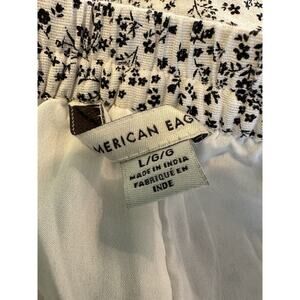 MERICAN EAG
L/G/G
MADE IN INDIA
FABRIQUÉ EN
INDE